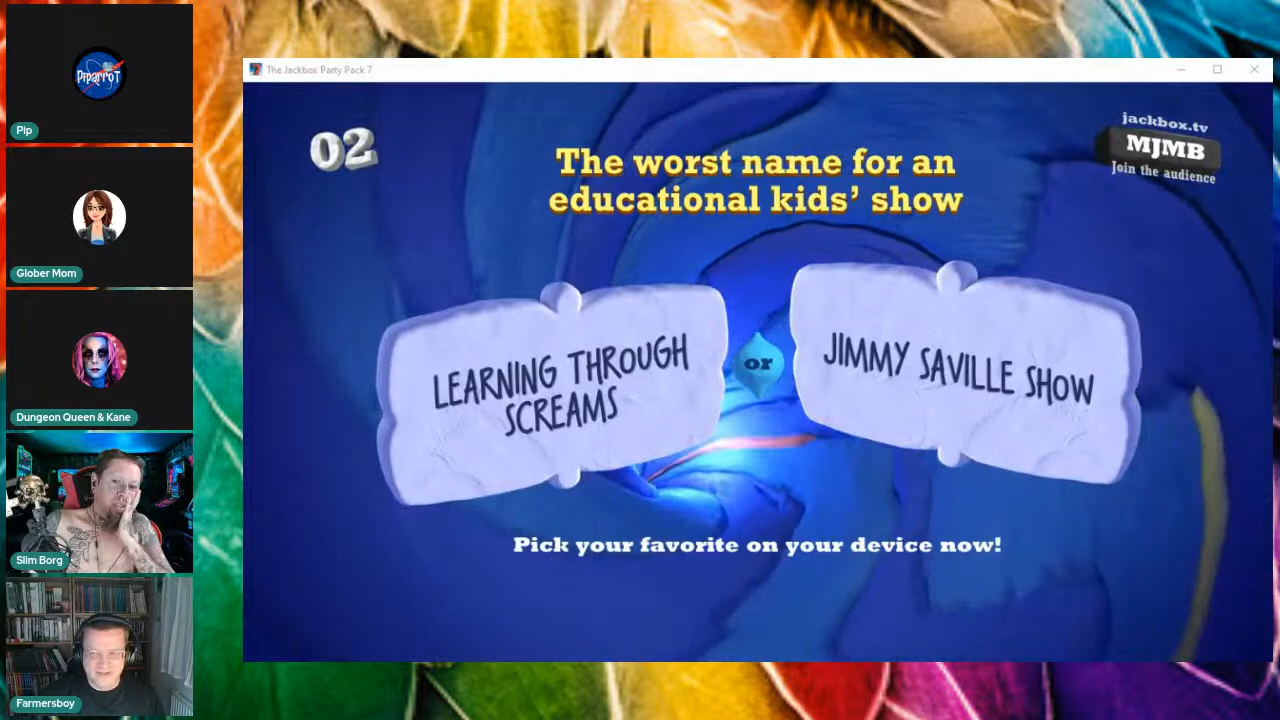 PiparroT
Pip
Glober Mom
Dungeon Queen & Kane
Slim Borg
Farmersboy
The Jackbox Party Pack 7
02
The worst name for an
educational kids’ show
jackbox.tv
MJMB
Join the audience
LEARNING THROUGH
SCREAMS
or
JIMMY SAVILLE SHOW
Pick your favorite on your device now!